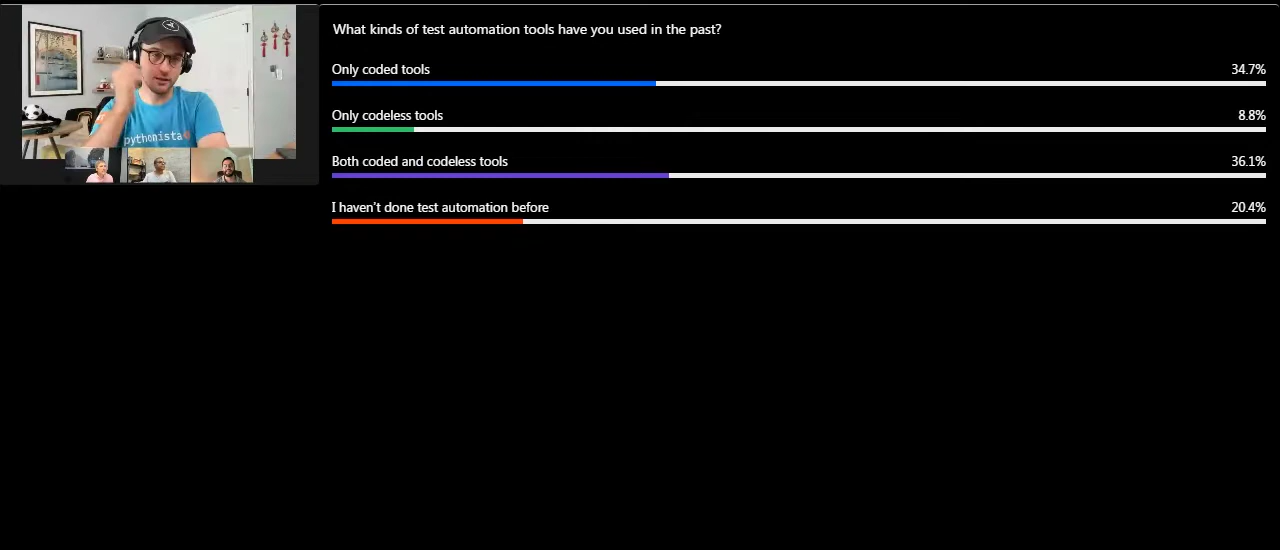 pythonista
What kinds of test automation tools have you used in the past?
Only coded tools 34.7%
Only codeless tools 8.8%
Both coded and codeless tools 36.1%
I haven't done test automation before 20.4%